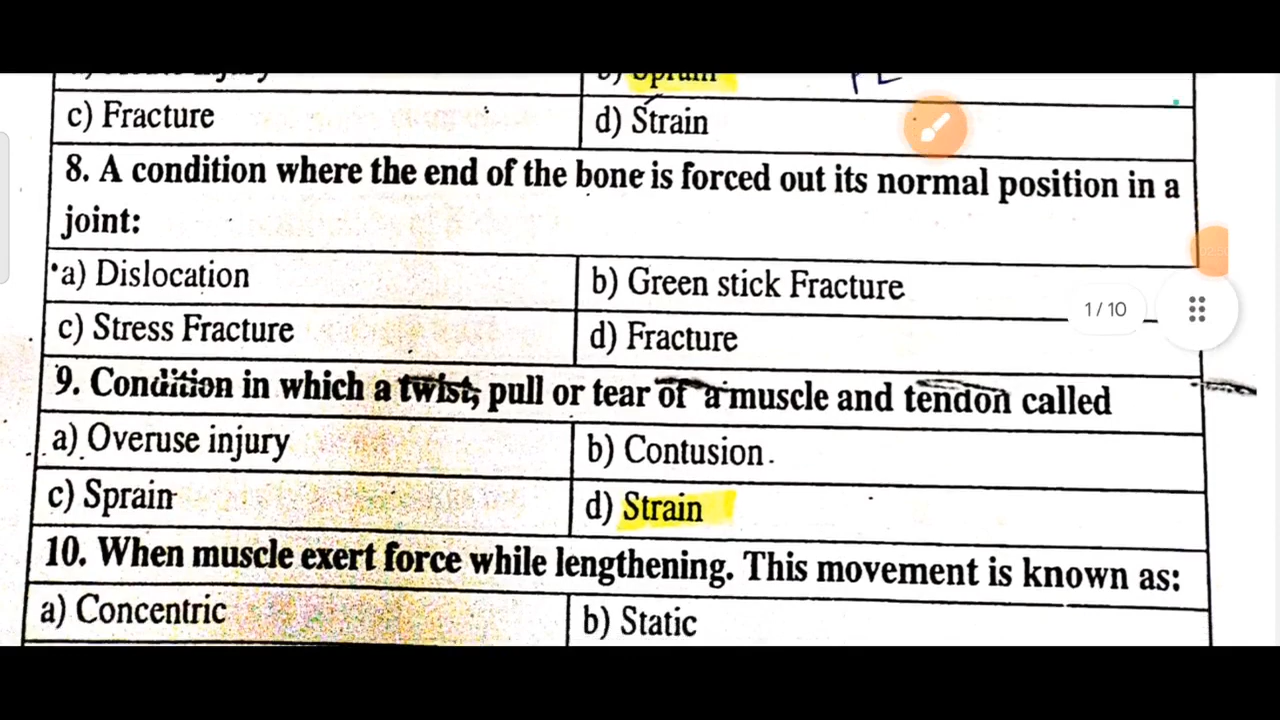 b) Sprain
c) Fracture
d) Strain
8. A condition where the end of the bone is forced out its normal position in a
joint:
a) Dislocation
b) Green stick Fracture
c) Stress Fracture
d) Fracture
1 / 10
9. Condition in which a twist, pull or tear of a muscle and tendon called
a) Overuse injury
b) Contusion.
c) Sprain
d) Strain
10. When muscle exert force while lengthening. This movement is known as:
a) Concentric
b) Static